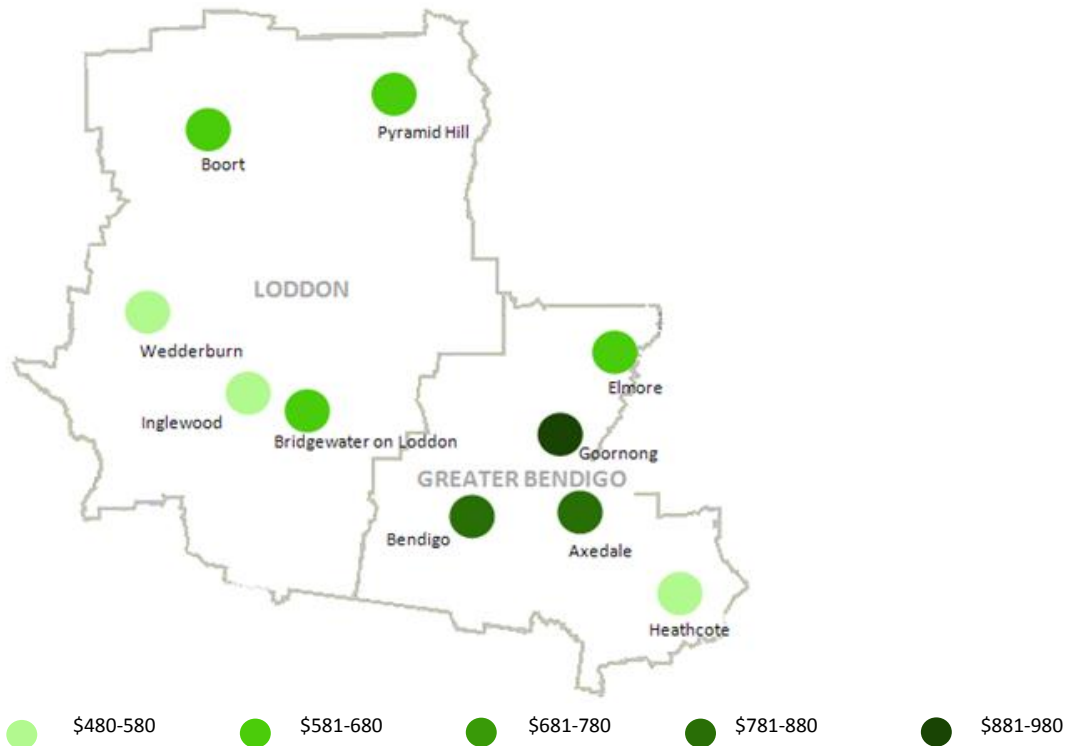 Pyramid Hill
Boort
LODDON
Wedderburn
Elmore
Inglewood
Bridgewater on Loddon
Goornong
GREATER BENDIGO
Bendigo
Axedale
Heathcote
$480-580
$581-680
$681-780
$781-880
$881-980